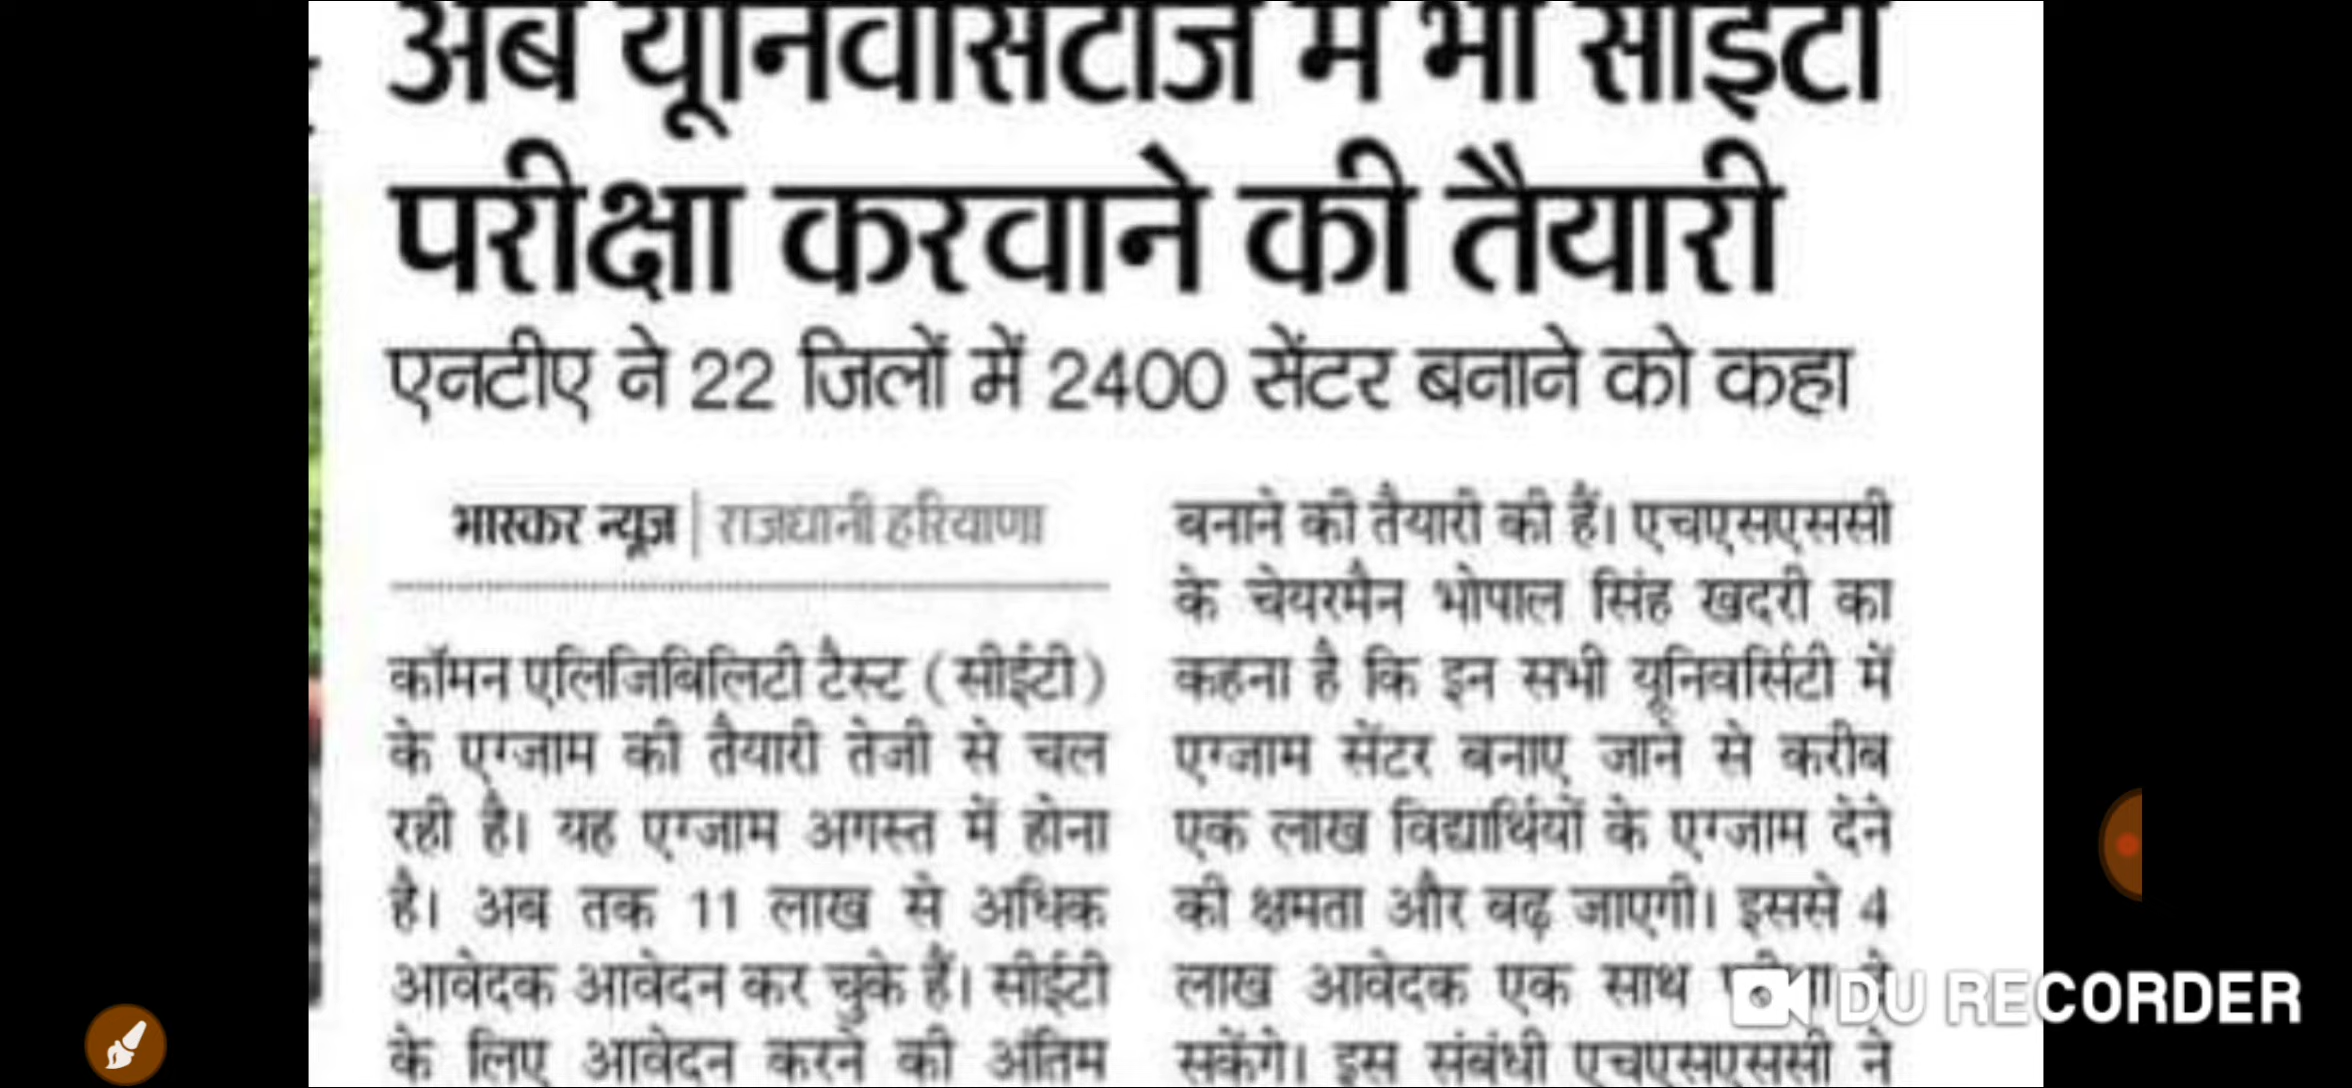 अब यूनिवर्सिटीज में भी सीईटी
परीक्षा करवाने की तैयारी
एनटीए ने 22 जिलों में 2400 सेंटर बनाने को कहा
भास्कर न्यूज | राजधानी हरियाणा
कॉमन एलिजिबिलिटी टैस्ट (सीईटी)
के एग्जाम की तैयारी तेजी से चल
रही है। यह एग्जाम अगस्त में होना
है। अब तक 11 लाख से अधिक
आवेदक आवेदन कर चुके हैं। सीईटी
के लिए आवेदन करने की अंतिम
बनाने की तैयारी की हैं। एचएसएससी
के चेयरमैन भोपाल सिंह खदरी का
कहना है कि इन सभी यूनिवर्सिटी में
एग्जाम सेंटर बनाए जाने से करीब
एक लाख विद्यार्थियों के एग्जाम देने
की क्षमता और बढ़ जाएगी। इससे 4
लाख आवेदक एक साथ
सकेंगे। इस संबंधी एचएसएससी ने
DU RECORDER